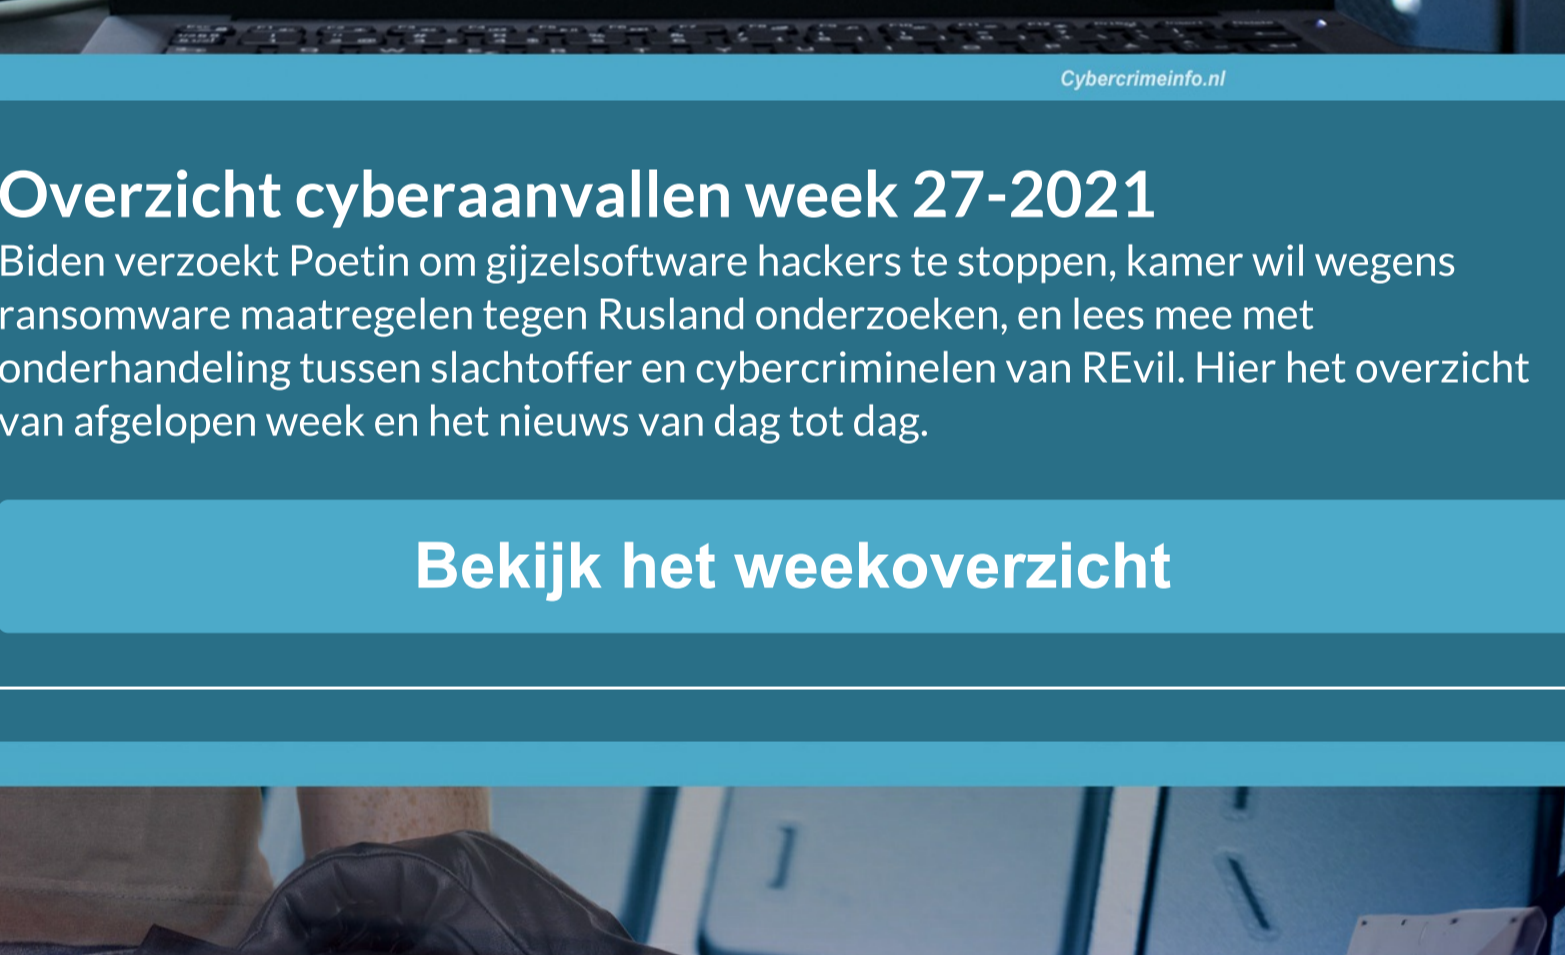 Cybercrimeinfo.nl
Overzicht cyberaanvallen week 27-2021
Biden verzoekt Poetin om gijzelsoftware hackers te stoppen, kamer wil wegens
ransomware maatregelen tegen Rusland onderzoeken, en lees mee met
onderhandeling tussen slachtoffer en cybercriminelen van REvil. Hier het overzicht
van afgelopen week en het nieuws van dag tot dag.
Bekijk het weekoverzicht